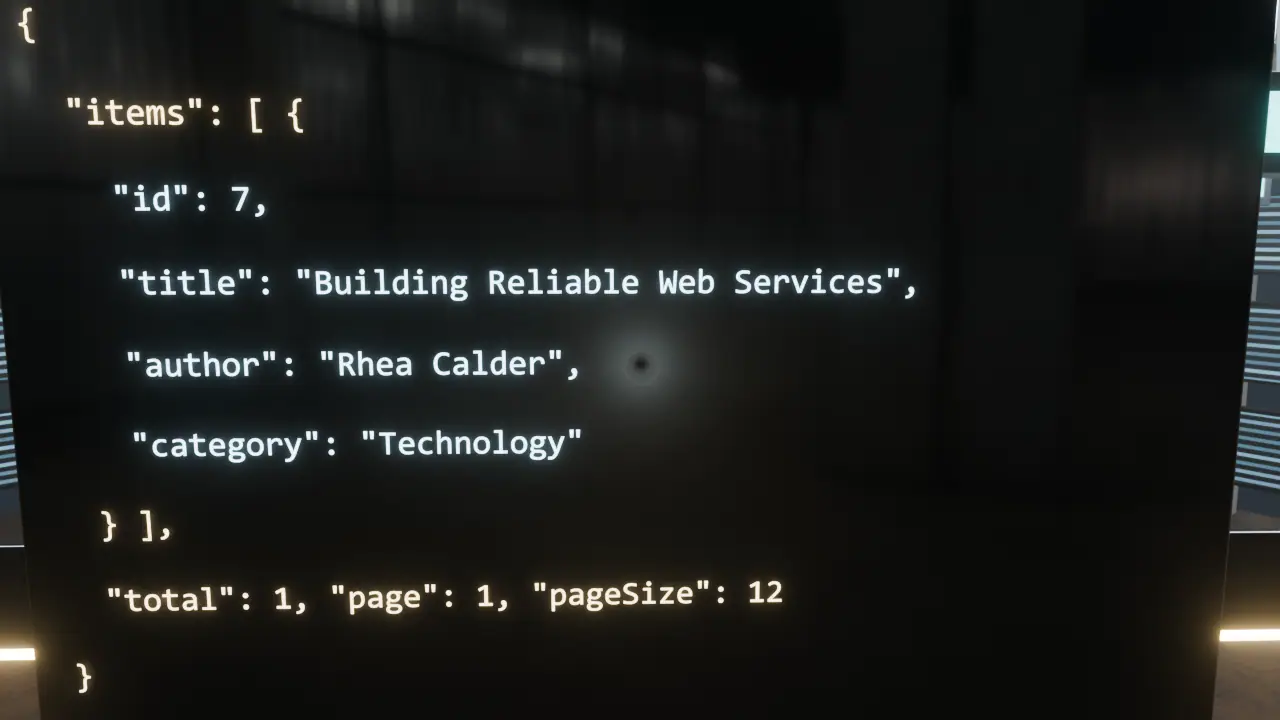 {
"items": [ {
"id": 7,
"title": "Building Reliable Web Services",
"author": "Rhea Calder",
"category": "Technology"
} ],
"total": 1, "page": 1, "pageSize": 12
}